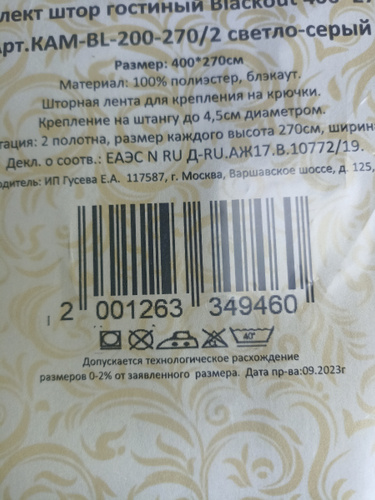 лект штор гостиный Blackout 400*27
Арт.КАМ-BL-200-270/2 светло-серый
Размер: 400*270см
Материал: 100% полиэстер, блэкаут.
Шторная лента для крепления на крючки.
Крепление на штангу до 4,5см диаметром.
тация: 2 полотна, размер каждого высота 270см, ширин
Декл. о соотв.: ЕАЭС N RU Д-RU.АЖ17.В.10772/19.
одитель: ИП Гусева Е.А. 117587, г. Москва, Варшавское шоссе, д. 125,
2 001263 349460
40°
Допускается технологическое расхождение
размеров 0-2% от заявленного размера. Дата пр-ва:09.2023г